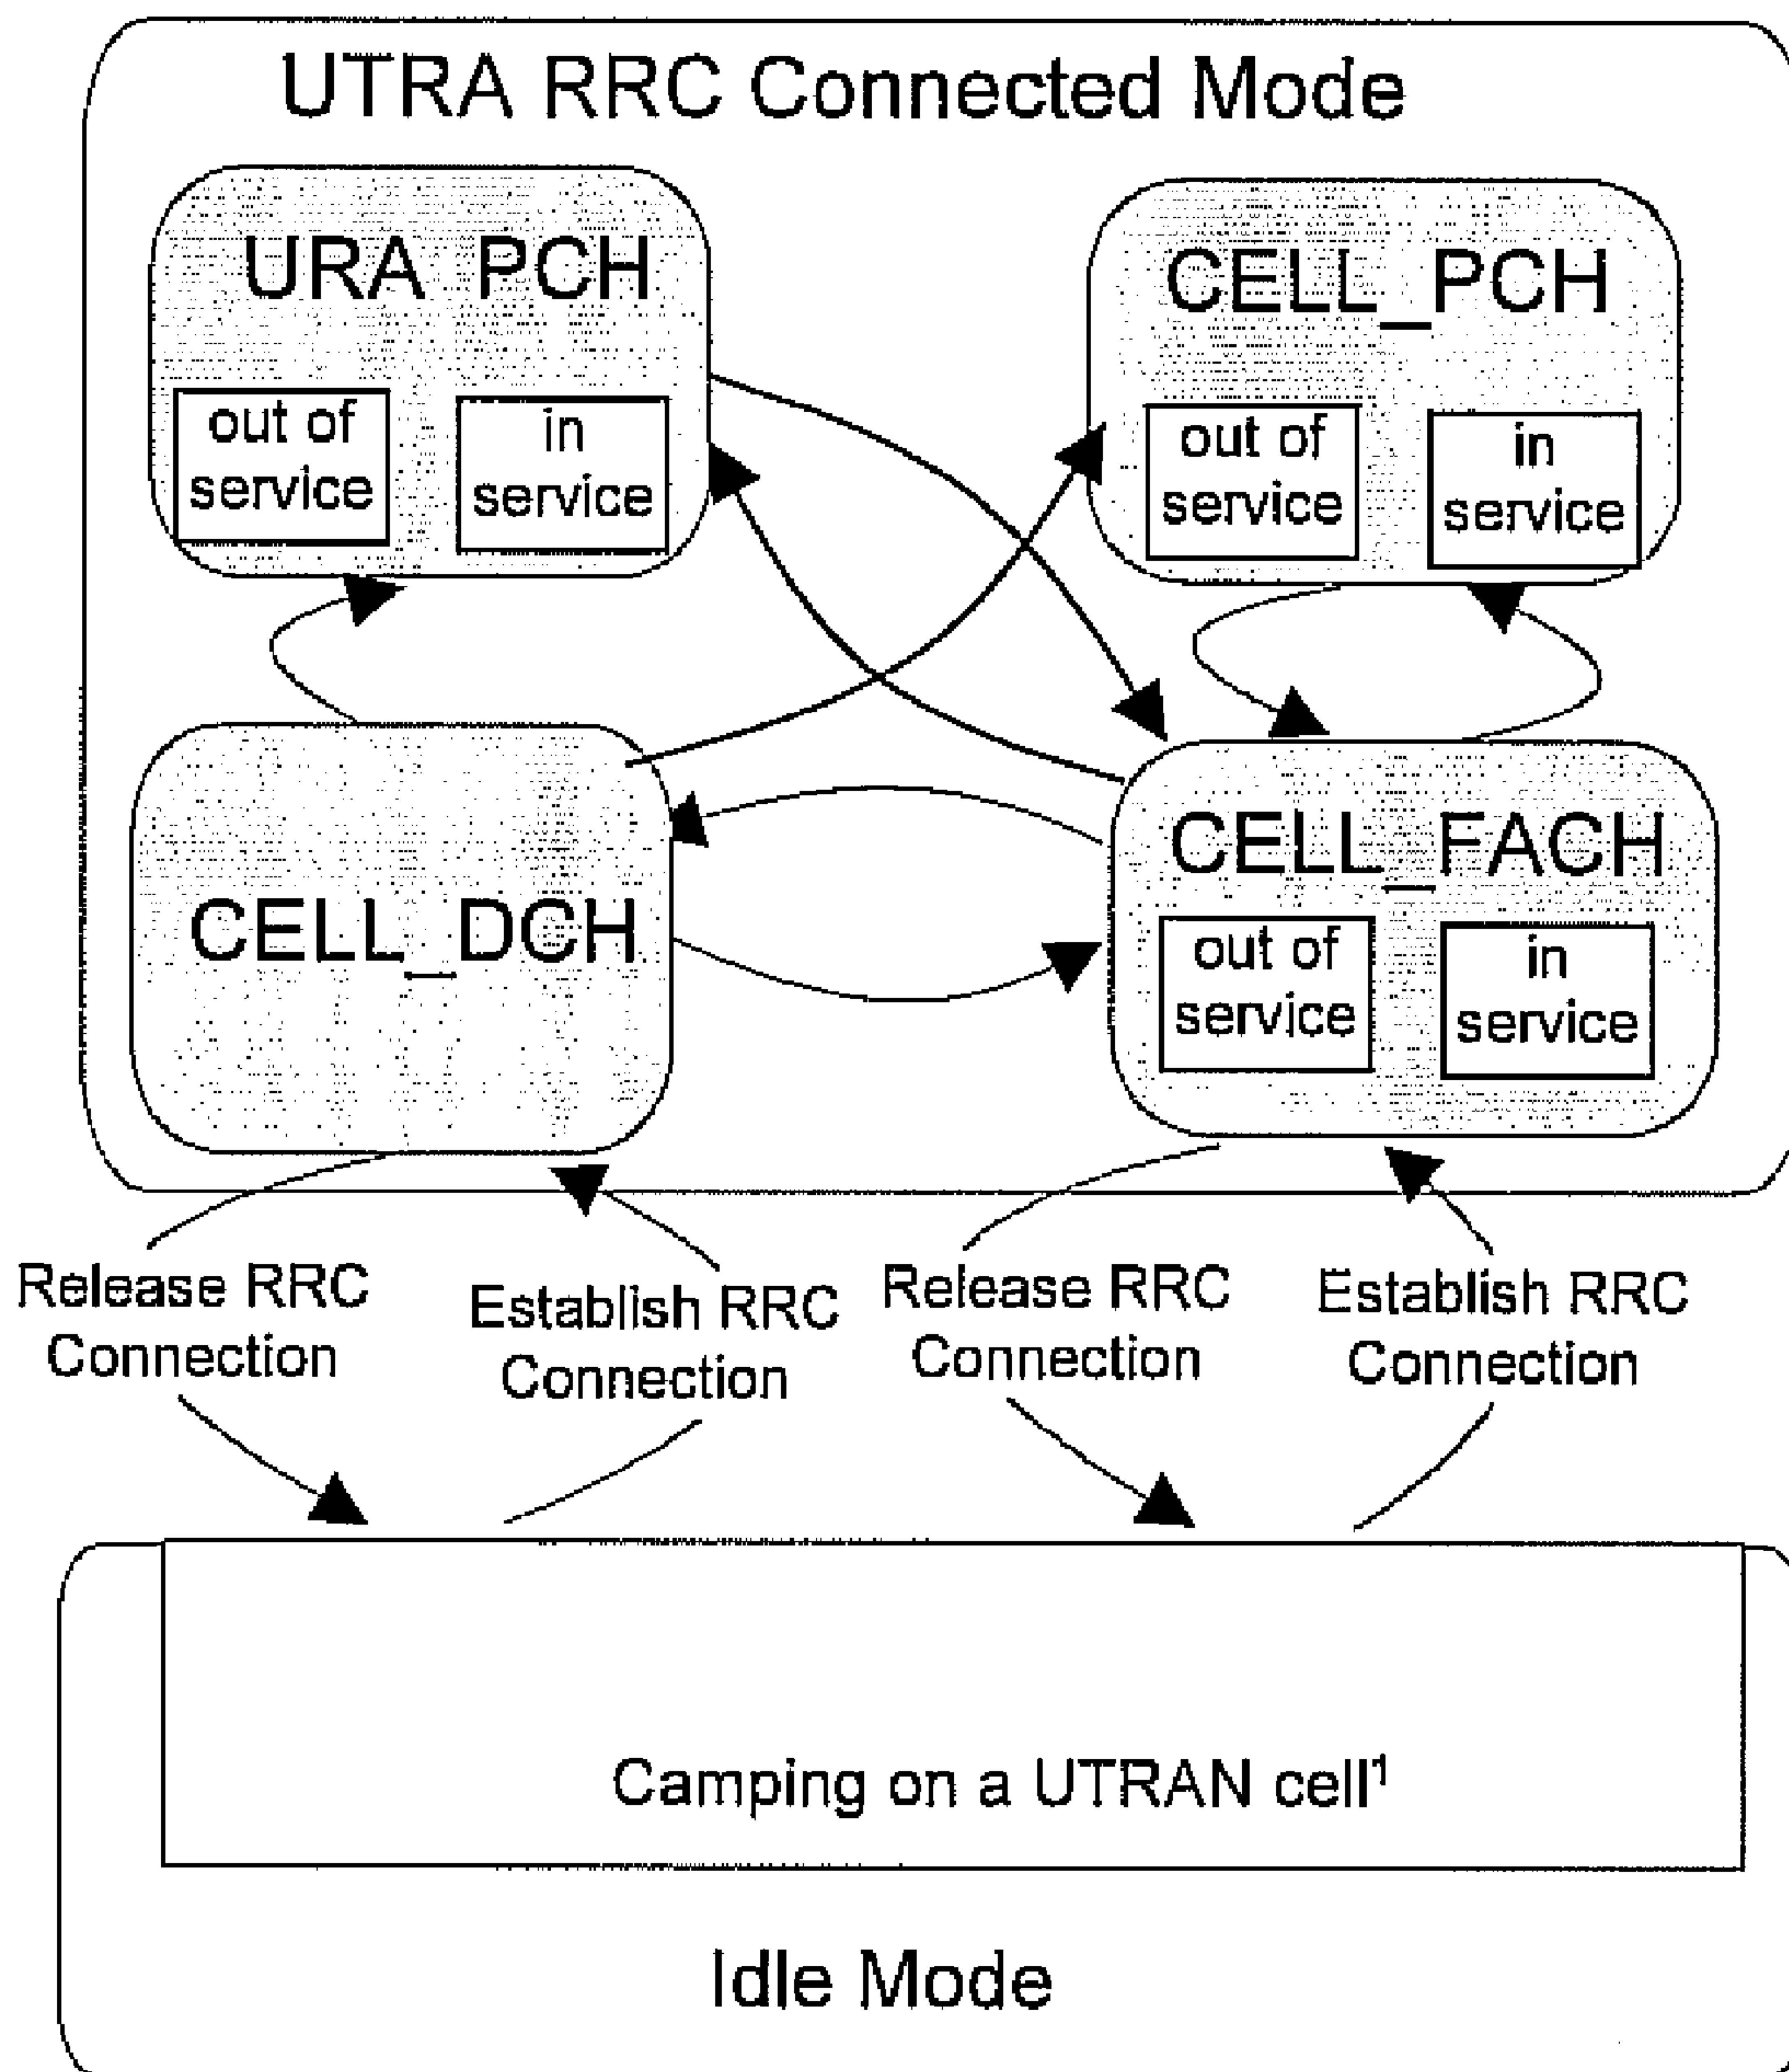 UTRA RRC Connected Mode
URA PCH
CELL_PCH
out of
service
in
service
out of
service
in
service
CELL_DCH
CELL_FACH
out of
service
in
service
Release RRC
Connection
Establish RRC
Connection
Release RRC
Connection
Establish RRC
Connection
Camping on a UTRAN cell¹
Idle Mode